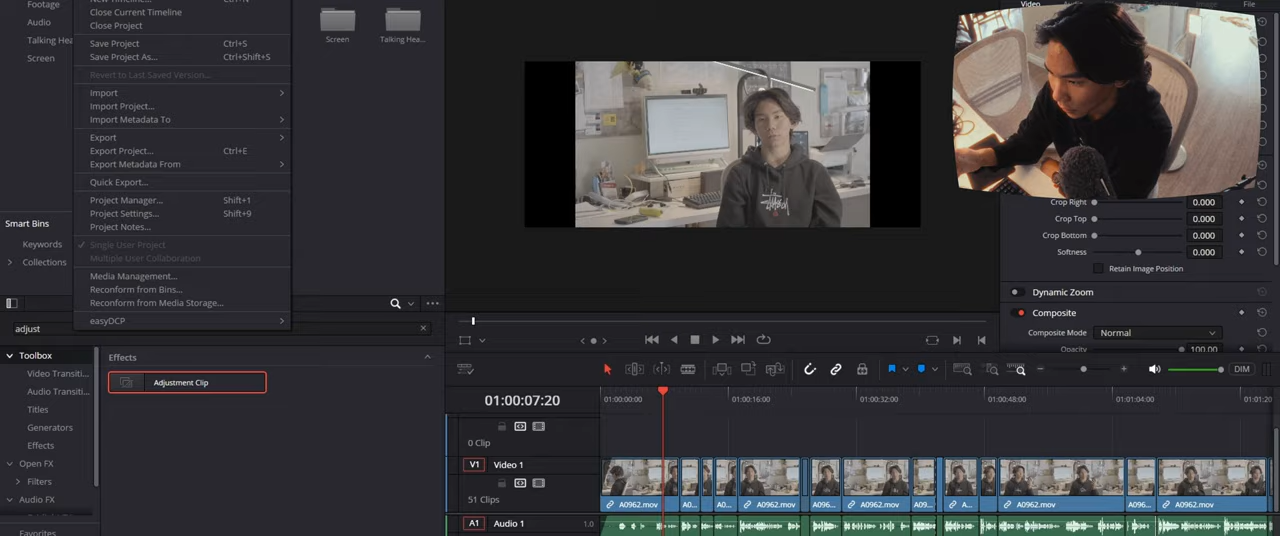 Footage
Audio
Talking Hea...
Screen
Close Current Timeline
Close Project
Save Project Ctrl+S
Save Project As... Ctrl+Shift+S
Revert to Last Saved Version...
Import
Import Project...
Import Metadata To
Export
Export Project... Ctrl+E
Export Metadata From
Quick Export...
Project Manager... Shift+1
Project Settings... Shift+9
Project Notes...
Single User Project
Multiple User Collaboration
Media Management...
Reconform from Bins...
Reconform from Media Storage...
easyDCP
Smart Bins
Keywords
Collections
Screen
Talking Hea...
Video
File
Crop Right 0.000
Crop Top 0.000
Crop Bottom 0.000
Softness 0.000
Retain Image Position
Dynamic Zoom
Composite
Composite Mode Normal
Opacity 100.00
adjust
Toolbox
Video Transiti...
Audio Transiti...
Titles
Generators
Effects
Open FX
Filters
Audio FX
Favorites
Effects
Adjustment Clip
DIM
01:00:07:20
01:00:00:00
01:00:16:00
01:00:32:00
01:00:48:00
01:01:04:00
01:01:20
0 Clip
V1 Video 1
51 Clips
A0962.mov
A0...
A0962.mov
A096...
A0962.mov
A096...
A...
A0962.mov
A096...
A0962.mov
A1 Audio 1 1.0